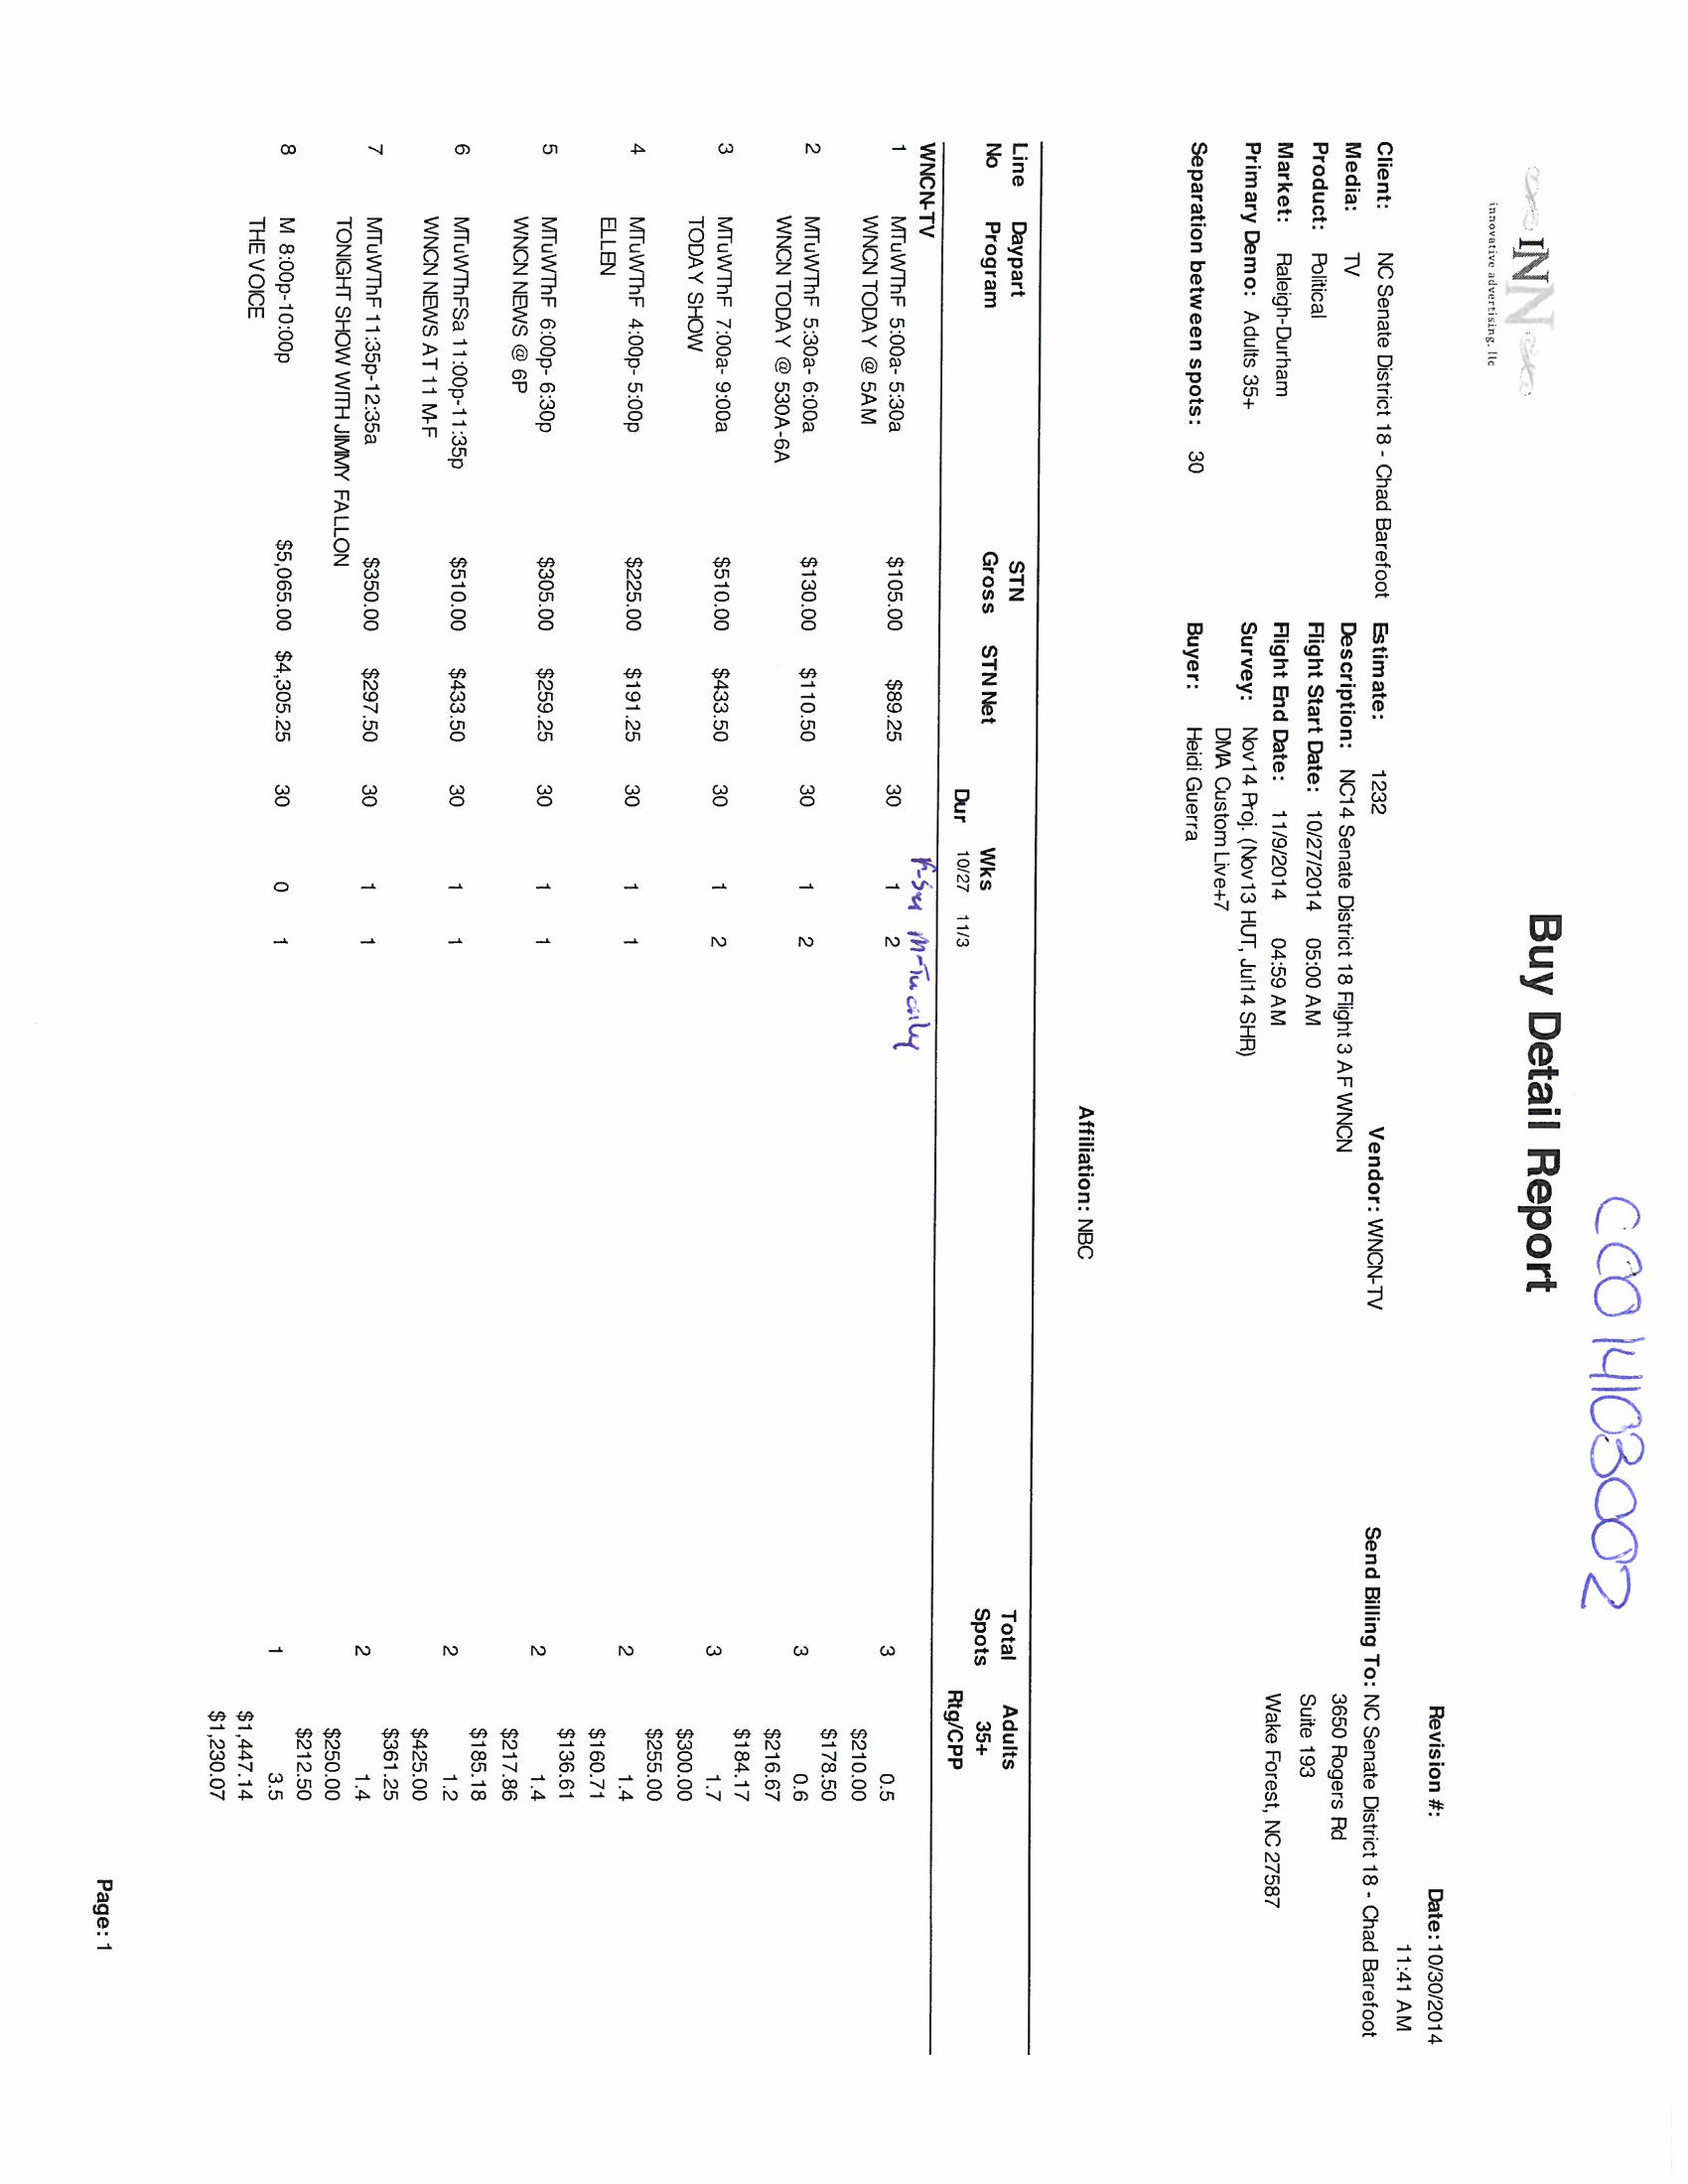 CCO14103002
INN
innovative advertising, llc
Buy Detail Report
Revision #: Date: 10/30/2014
11:41 AM
Client: NC Senate District 18 - Chad Barefoot Estimate: 1232 Vendor: WNCN-TV Send Billing To: NC Senate District 18 - Chad Barefoot
Media: TV Description: NC14 Senate District 18 Flight 3 AF WNCN 3650 Rogers Rd
Product: Political Flight Start Date: 10/27/2014 05:00 AM Suite 193
Market: Raleigh-Durham Flight End Date: 11/9/2014 04:59 AM Wake Forest, NC 27587
Primary Demo: Adults 35+ Survey: Nov14 Proj. (Nov13 HUT, Jul14 SHR)
DMA Custom Live+7
Separation between spots: 30 Buyer: Heidi Guerra
Affiliation: NBC
Line Daypart STN Total Adults
No Program Gross STN Net Wks Spots 35+
Dur 10/27 11/3 Rtg/CPP
WNCN-TV F-Su M-Tu only
1 MTuWThF 5:00a- 5:30a $105.00 $89.25 30 1 2 3 0.5
WNCN TODAY @ 5AM $210.00
$178.50
2 MTuWThF 5:30a- 6:00a $130.00 $110.50 30 1 2 3 0.6
WNCN TODAY @ 530A-6A $216.67
$184.17
3 MTuWThF 7:00a- 9:00a $510.00 $433.50 30 1 2 3 1.7
TODAY SHOW $300.00
$255.00
4 MTuWThF 4:00p- 5:00p $225.00 $191.25 30 1 1 2 1.4
ELLEN $160.71
$136.61
5 MTuWThF 6:00p- 6:30p $305.00 $259.25 30 1 1 2 1.4
WNCN NEWS @ 6P $217.86
$185.18
6 MTuWThFSa 11:00p-11:35p $510.00 $433.50 30 1 1 2 1.2
WNCN NEWS AT 11 M-F $425.00
$361.25
7 MTuWThF 11:35p-12:35a $350.00 $297.50 30 1 1 2 1.4
TONIGHT SHOW WITH JIMMY FALLON $250.00
$212.50
8 M 8:00p-10:00p $5,065.00 $4,305.25 30 0 1 1 3.5
THE VOICE $1,447.14
$1,230.07
Page: 1